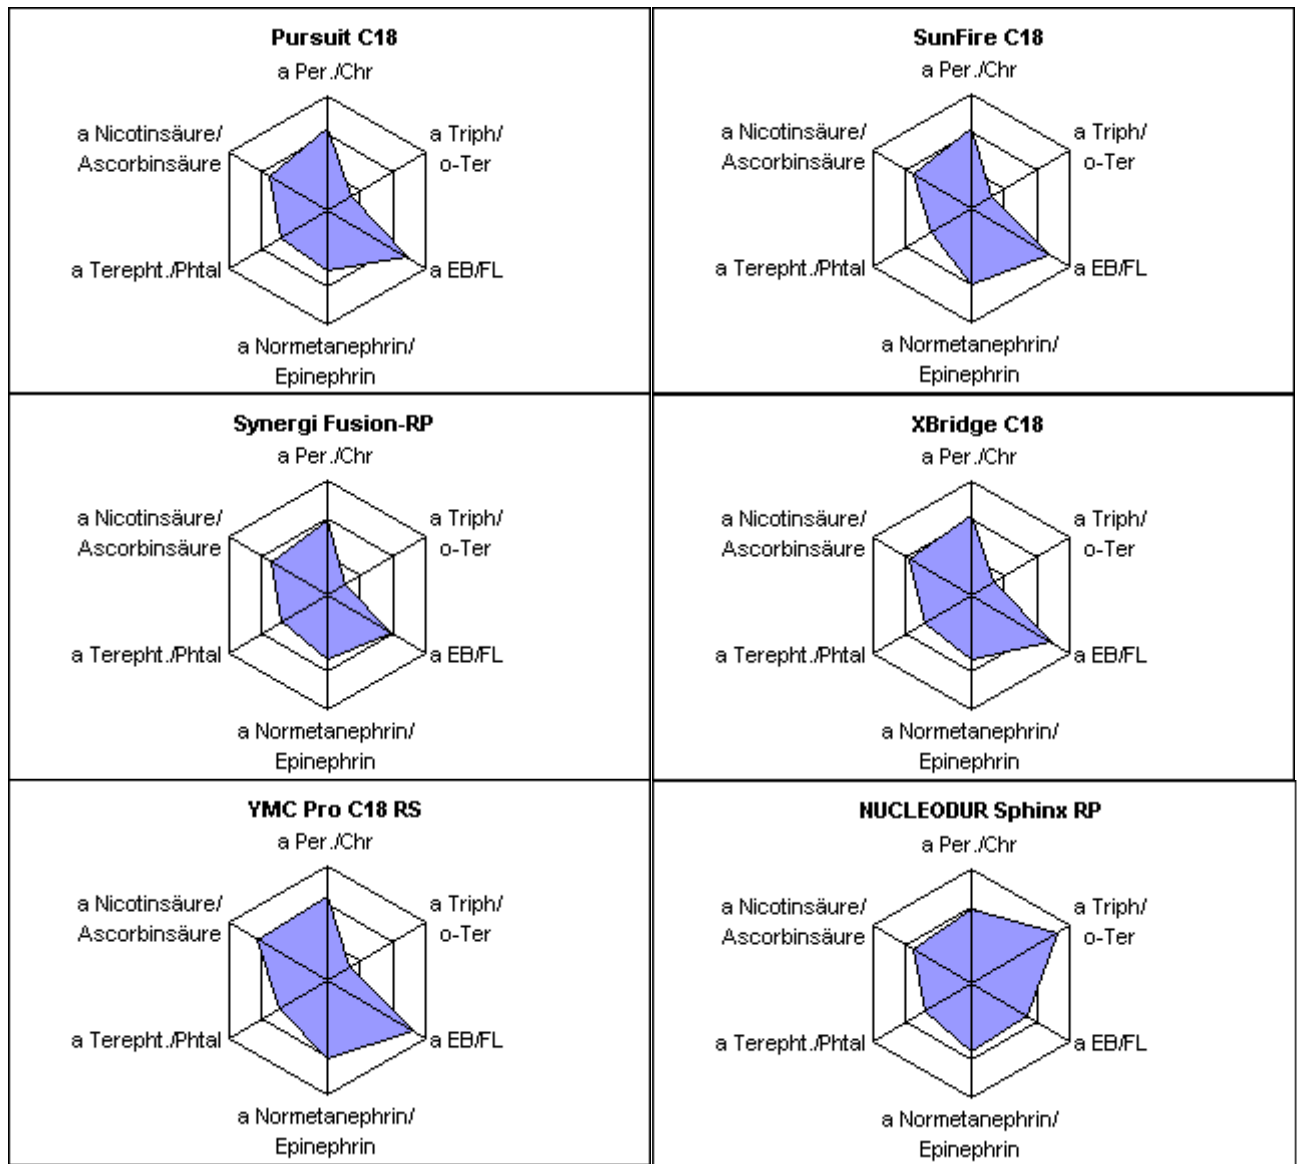 Pursuit C18
a Per./Chr
a Nicotinsäure/
Ascorbinsäure
a Triph/
o-Ter
a Terepht./Phtal
a EB/FL
a Normetanephrin/
Epinephrin
SunFire C18
a Per./Chr
a Nicotinsäure/
Ascorbinsäure
a Triph/
o-Ter
a Terepht./Phtal
a EB/FL
a Normetanephrin/
Epinephrin
Synergi Fusion-RP
a Per./Chr
a Nicotinsäure/
Ascorbinsäure
a Triph/
o-Ter
a Terepht./Phtal
a EB/FL
a Normetanephrin/
Epinephrin
XBridge C18
a Per./Chr
a Nicotinsäure/
Ascorbinsäure
a Triph/
o-Ter
a Terepht./Phtal
a EB/FL
a Normetanephrin/
Epinephrin
YMC Pro C18 RS
a Per./Chr
a Nicotinsäure/
Ascorbinsäure
a Triph/
o-Ter
a Terepht./Phtal
a EB/FL
a Normetanephrin/
Epinephrin
NUCLEODUR Sphinx RP
a Per./Chr
a Nicotinsäure/
Ascorbinsäure
a Triph/
o-Ter
a Terepht./Phtal
a EB/FL
a Normetanephrin/
Epinephrin